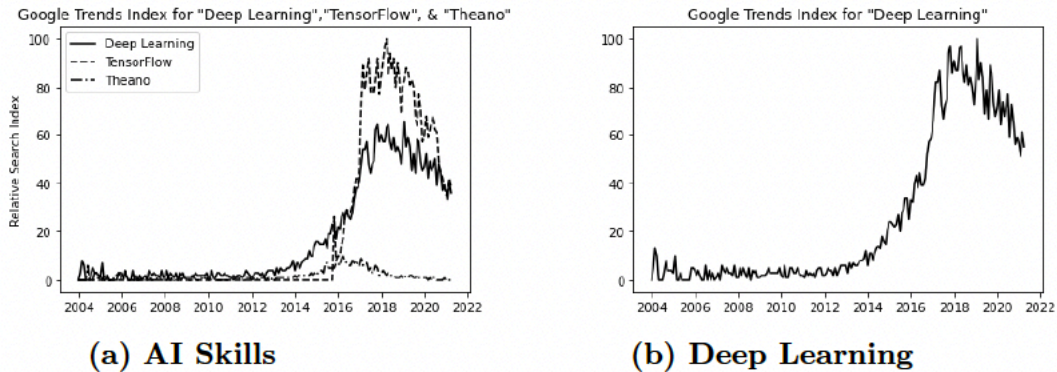 Google Trends Index for "Deep Learning","TensorFlow", & "Theano"
Deep Learning
TensorFlow
Theano
Relative Search Index
100
80
60
40
20
0
2004 2006 2008 2010 2012 2014 2016 2018 2020 2022
(a) AI Skills
Google Trends Index for "Deep Learning"
100
80
60
40
20
0
2004 2006 2008 2010 2012 2014 2016 2018 2020 2022
(b) Deep Learning